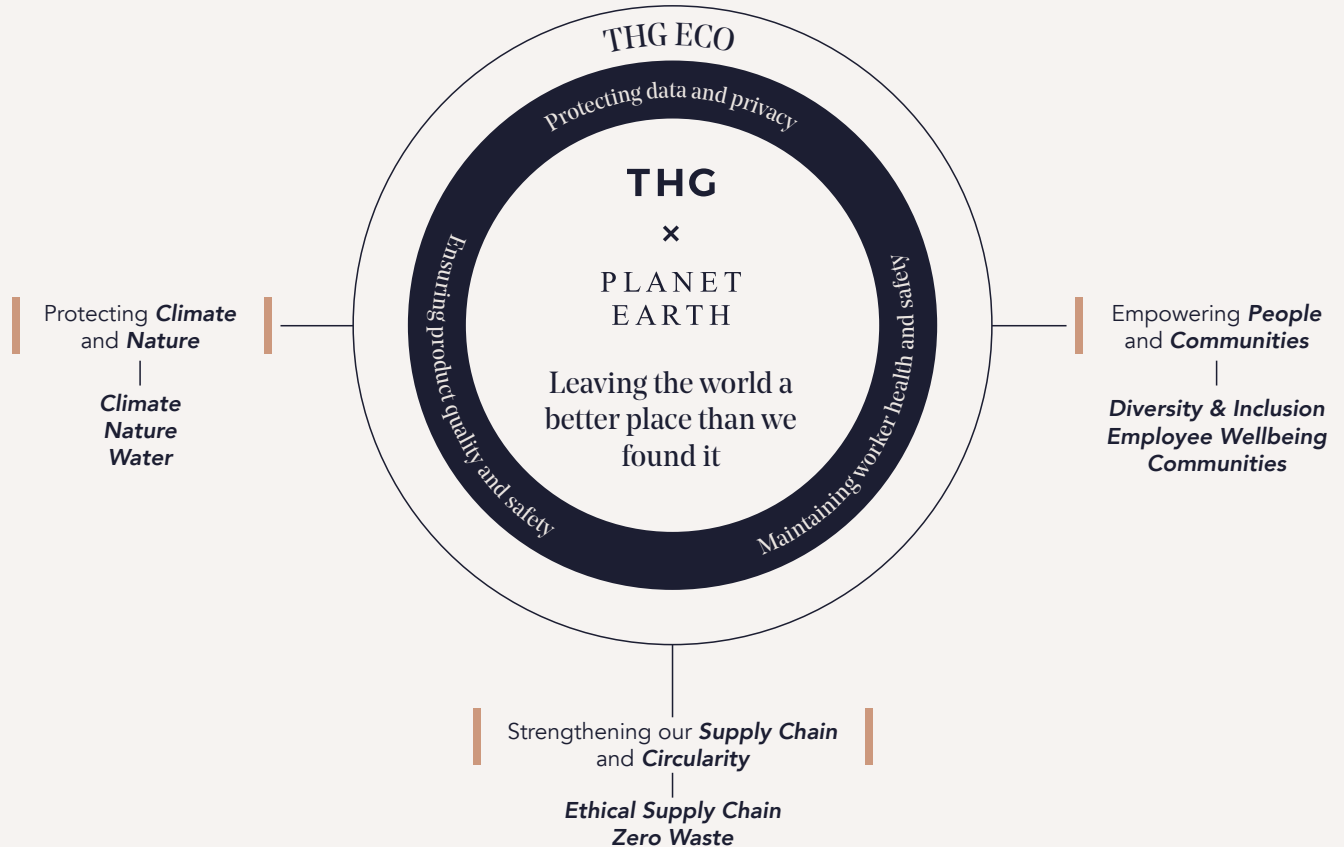 THG ECO
Protecting data and privacy
Ensuring product quality and safety
Maintaining worker health and safety
THG
×
PLANET
EARTH
Leaving the world a
better place than we
found it
Protecting Climate
and Nature
Climate
Nature
Water
Empowering People
and Communities
Diversity & Inclusion
Employee Wellbeing
Communities
Strengthening our Supply Chain
and Circularity
Ethical Supply Chain
Zero Waste